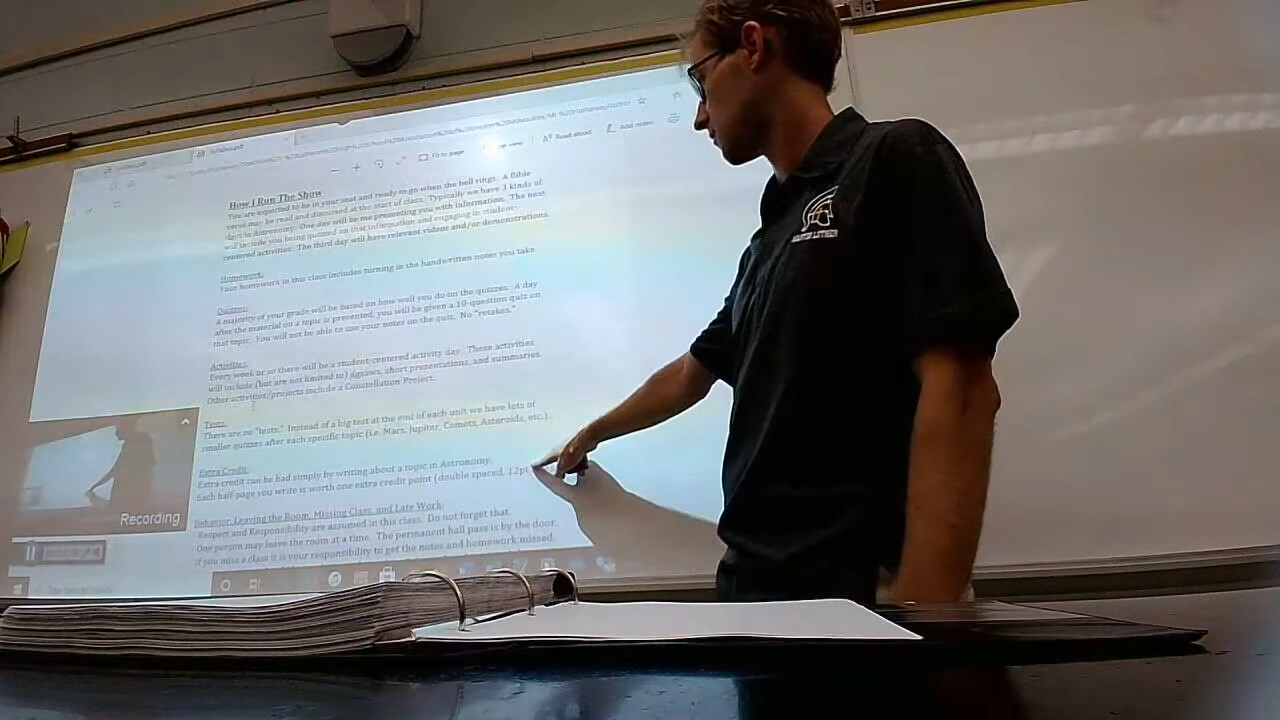 Fit to page
Read aloud
Add notes
How I Run The Show
You are expected to be in your seat and ready to go when the bell rings. A Bible
verse may be read and discussed at the start of class. Typically we have 3 kinds of
days in Astronomy. One day will be me presenting you with information. The next
will include you being quizzed on that information and engaging in student-
centered activities. The third day will have relevant videos and/or demonstrations.
Homework:
Your homework in this class includes turning in the handwritten notes you take
Quizzes:
A majority of your grade will be based on how well you do on the quizzes. A day
after the material on a topic is presented, you will be given a 10-question quiz on
that topic. You will not be able to use your notes on the quiz. No "retakes."
Activities:
Every week or so there will be a student-centered activity day. These activities
will include (but are not limited to) jigsaws, short presentations, and summaries.
Other activities/projects include a Constellation Project.
Tests:
There are no "tests." Instead of a big test at the end of each unit we have lots of
smaller quizzes after each specific topic (i.e. Mars, Jupiter, Comets, Asteroids, etc.).
Extra Credit:
Extra credit can be had simply by writing about a topic in Astronomy.
Each half-page you write is worth one extra credit point (double spaced, 12pt
Behavior, Leaving the Room, Missing Class, and Late Work:
Respect and Responsibility are assumed in this class. Do not forget that.
One person may leave the room at a time. The permanent hall pass is by the door.
If you miss a class it is your responsibility to get the notes and homework missed.
Recording
MARTIN LUTHER